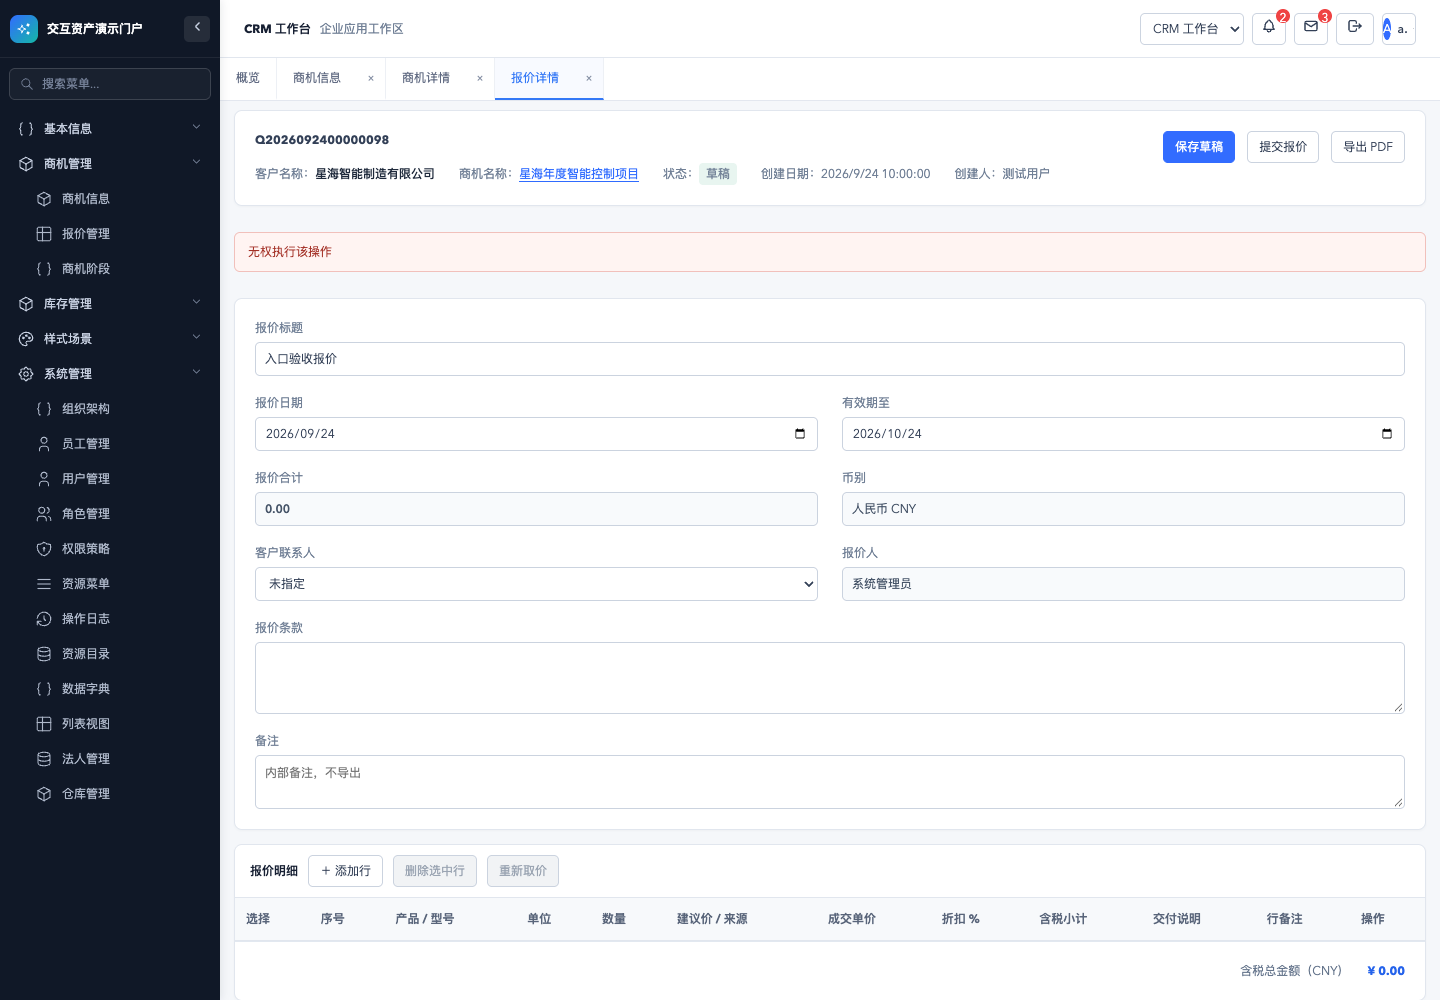 交互资产演示门户
搜索菜单...
基本信息
商机管理
商机信息
报价管理
商机阶段
库存管理
样式场景
系统管理
组织架构
员工管理
用户管理
角色管理
权限策略
资源菜单
操作日志
资源目录
数据字典
列表视图
法人管理
仓库管理
CRM 工作台 企业应用工作区
CRM 工作台 2 3 A a.
概览 商机信息 × 商机详情 × 报价详情 ×
Q2026092400000098
保存草稿 提交报价 导出 PDF
客户名称: 星海智能制造有限公司 商机名称: 星海年度智能控制项目 状态: 草稿 创建日期: 2026/9/24 10:00:00 创建人: 测试用户
无权执行该操作
报价标题
入口验收报价
报价日期 有效期至
2026/09/24 2026/10/24
报价合计 币别
0.00 人民币 CNY
客户联系人 报价人
未指定 系统管理员
报价条款
备注
内部备注，不导出
报价明细 + 添加行 删除选中行 重新取价
选择 序号 产品 / 型号 单位 数量 建议价 / 来源 成交单价 折扣 % 含税小计 交付说明 行备注 操作
含税总金额（CNY） ¥ 0.00